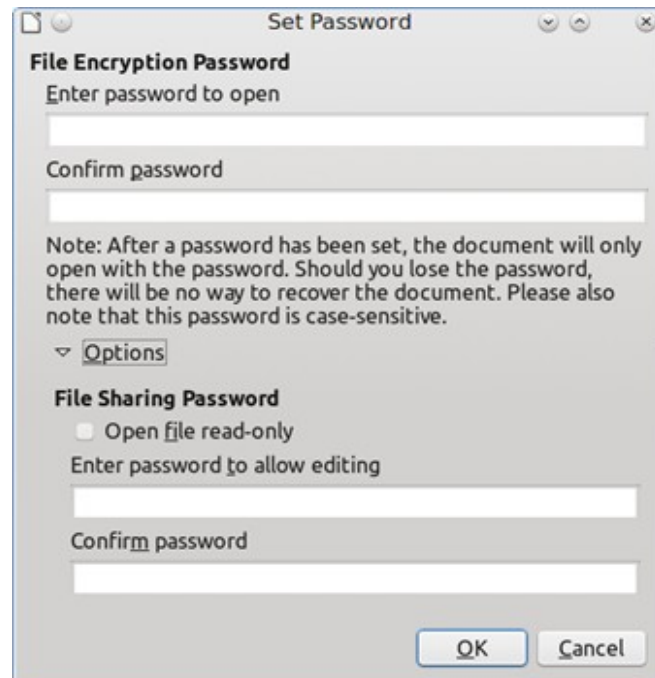 Set Password
File Encryption Password
Enter password to open
Confirm password
Note: After a password has been set, the document will only
open with the password. Should you lose the password,
there will be no way to recover the document. Please also
note that this password is case-sensitive.
Options
File Sharing Password
Open file read-only
Enter password to allow editing
Confirm password
OK Cancel